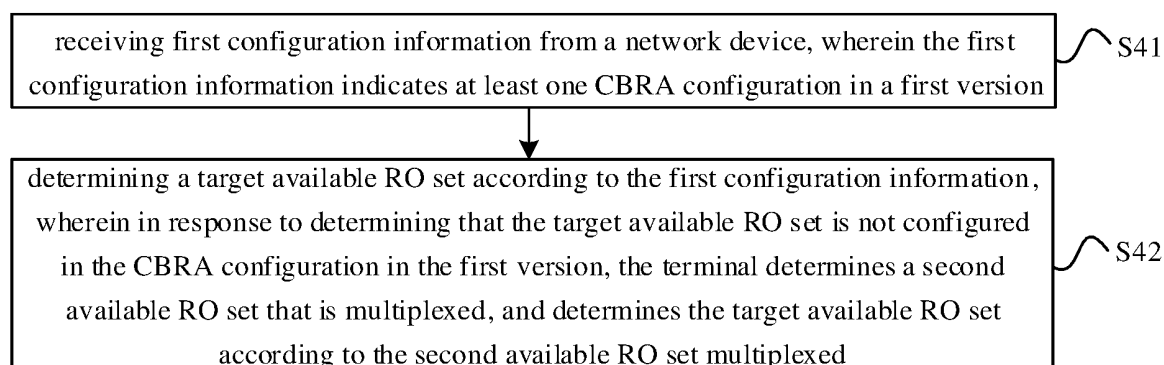 receiving first configuration information from a network device, wherein the first
configuration information indicates at least one CBRA configuration in a first version
S41
determining a target available RO set according to the first configuration information,
wherein in response to determining that the target available RO set is not configured
in the CBRA configuration in the first version, the terminal determines a second
available RO set that is multiplexed, and determines the target available RO set
according to the second available RO set multiplexed
S42